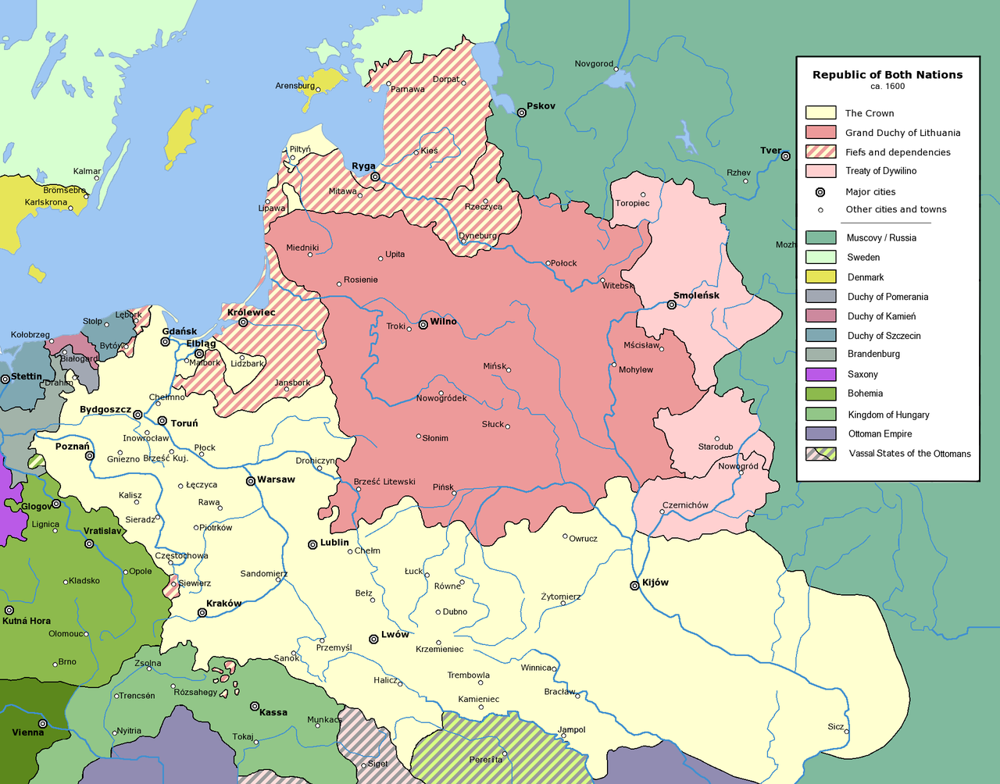 Republic of Both Nations
ca. 1600
The Crown
Grand Duchy of Lithuania
Fiefs and dependencies
Treaty of Dywilino
Major cities
Other cities and towns
Muscovy / Russia
Sweden
Denmark
Duchy of Pomerania
Duchy of Kamień
Duchy of Szczecin
Brandenburg
Saxony
Bohemia
Kingdom of Hungary
Ottoman Empire
Vassal States of the Ottomans
Novgorod
Arensburg
Parnawa
Dorpat
Pskov
Tver
Rzhev
Piltyń
Kieś
Ryga
Kalmar
Brömsebro
Karlskrona
Mitawa
Lipawa
Rzeczyca
Toropiec
Dyneburg
Mozh
Miedniki
Upita
Połock
Rosienie
Witebsk
Smoleńsk
Lębork
Stolp
Królewiec
Wilno
Troki
Kołobrzeg
Gdańsk
Bytów
Elbląg
Mścisław
Białogard
Malbork
Lidzbark
Mińsk
Mohylew
Stettin
Drahim
Jansbork
Chełmno
Nowogródek
Bydgoszcz
Toruń
Słuck
Inowrocław
Słonim
Poznań
Gniezno
Brześć Kuj.
Płock
Starodub
Drohiczyn
Nowogród
Warsaw
Łęczyca
Brześć Litewski
Pińsk
Kalisz
Rawa
Glogov
Czernichów
Sieradz
Lignica
Piotrków
Vratislav
Lublin
Owrucz
Chełm
Częstochowa
Opole
Sandomierz
Łuck
Kladsko
Siewierz
Równe
Kijów
Bełz
Żytomierz
Kraków
Kutná Hora
Dubno
Olomouc
Lwów
Przemyśl
Krzemieniec
Brno
Zsolna
Sanok
Winnica
Trembowla
Halicz
Trencsén
Rózsahegy
Bracław
Kamieniec
Kassa
Munkacs
Vienna
Nyitria
Tokaj
Jampol
Sicz
Siget
Pererîta